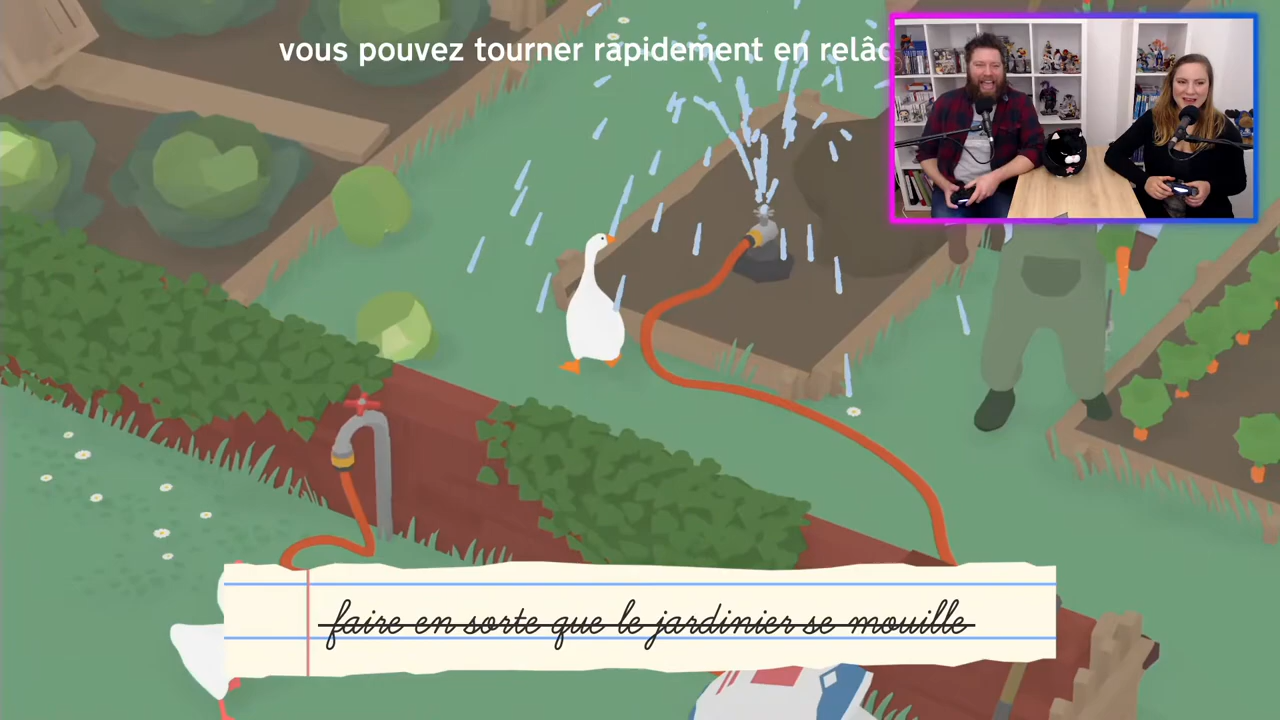 vous pouvez tourner rapidement en relâc
faire en sorte que le jardinier se mouille